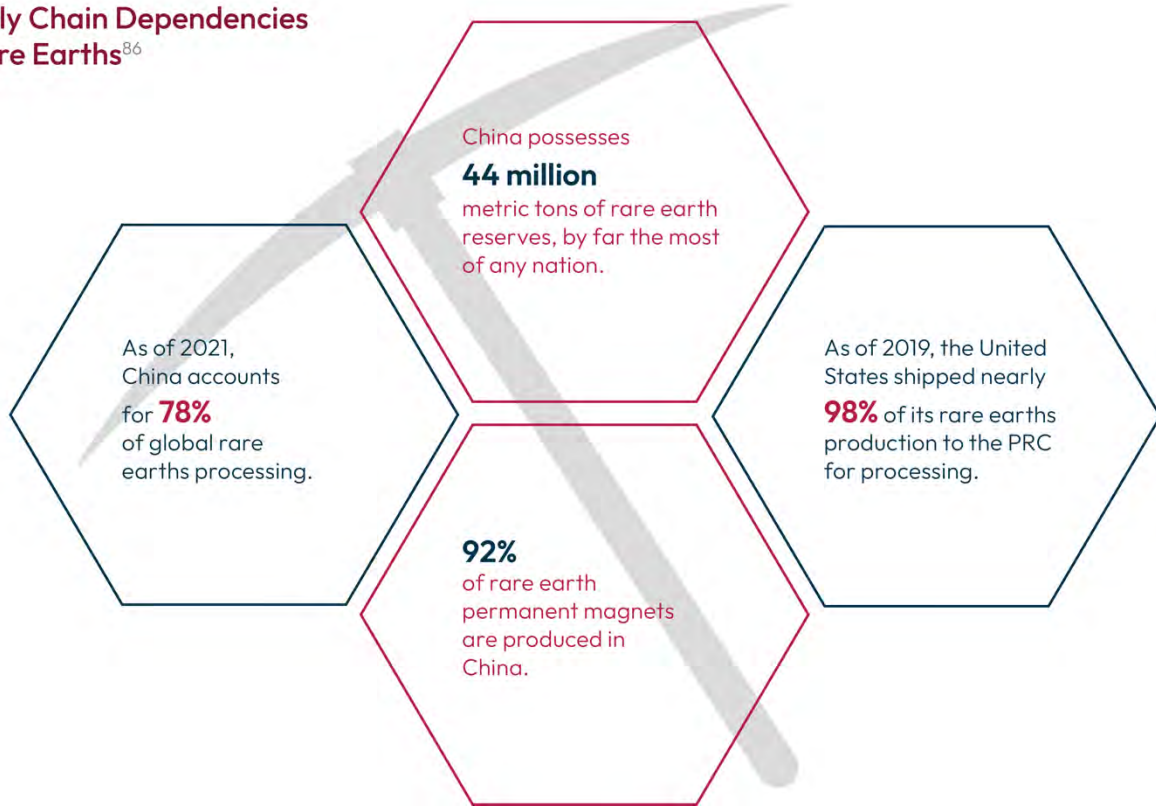 ly Chain Dependencies
re Earths86
China possesses
44 million
metric tons of rare earth
reserves, by far the most
of any nation.
As of 2021,
China accounts
for 78%
of global rare
earths processing.
As of 2019, the United
States shipped nearly
98% of its rare earths
production to the PRC
for processing.
92%
of rare earth
permanent magnets
are produced in
China.